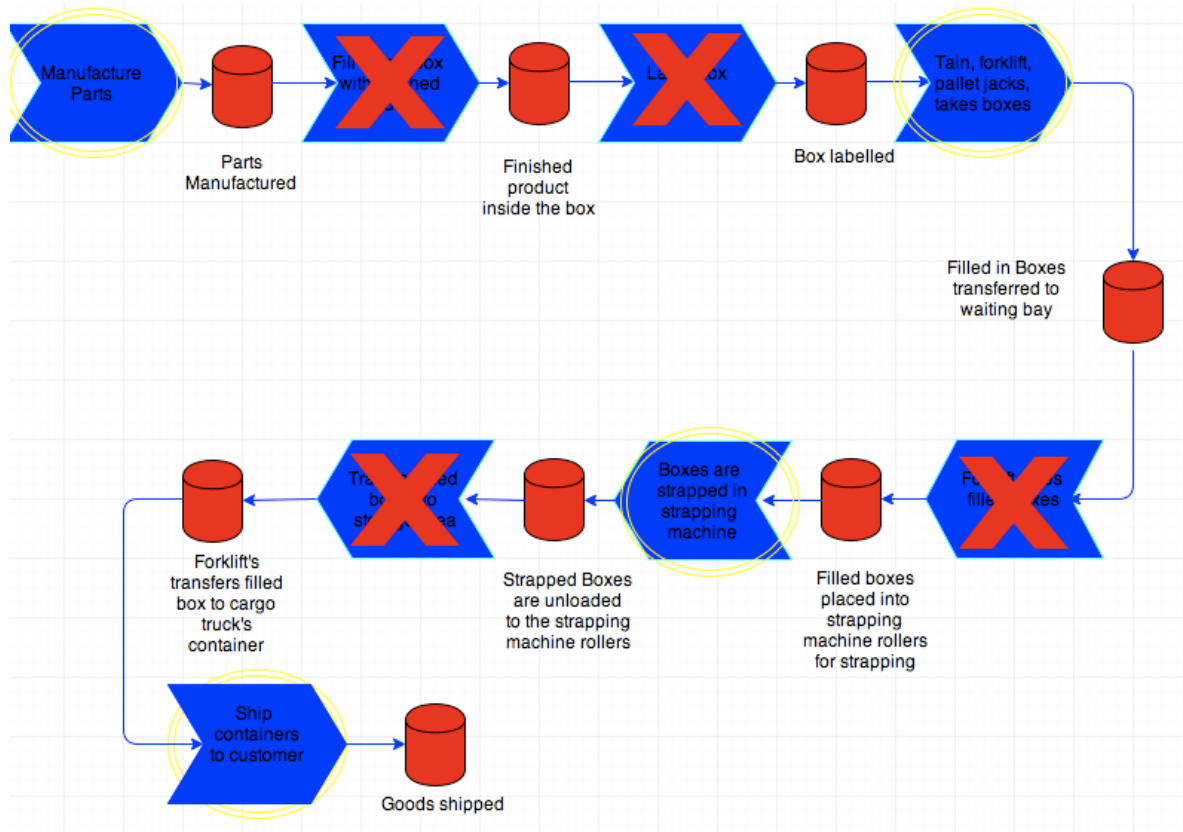 Manufacture
Parts
Parts
Manufactured
Finished
product
inside the box
Box labelled
Tain, forklift,
pallet jacks,
takes boxes
Filled in Boxes
transferred to
waiting bay
Filled boxes
placed into
strapping
machine rollers
for strapping
Boxes are
strapped in
strapping
machine
Strapped Boxes
are unloaded
to the strapping
machine rollers
Forklift's
transfers filled
box to cargo
truck's
container
Ship
containers
to customer
Goods shipped